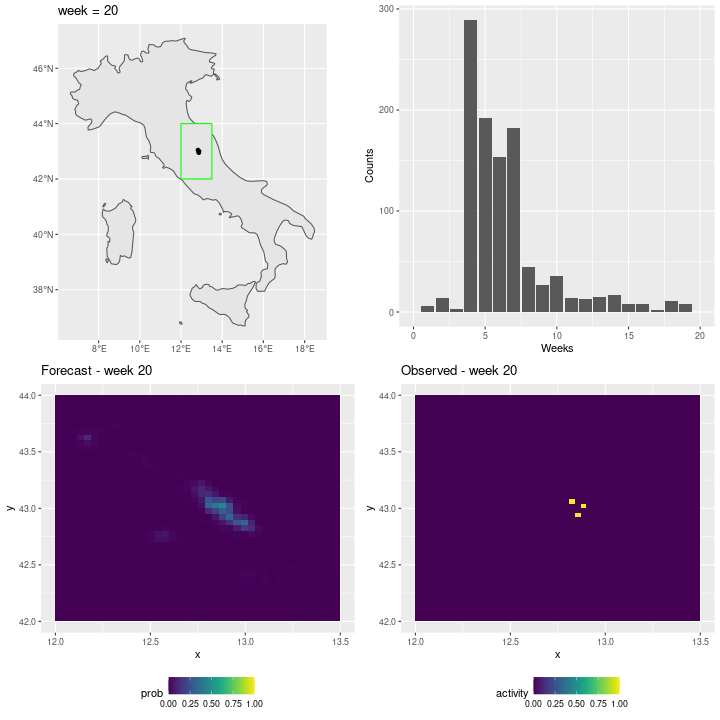 week = 20
46°N
44°N
42°N
40°N
38°N
8°E 10°E 12°E 14°E 16°E 18°E
300
200
100
0
Counts
0 5 10 15 20
Weeks
Forecast - week 20
44.0
43.5
43.0
42.5
42.0
y
12.0 12.5 13.0 13.5
x
prob
0.00 0.25 0.50 0.75 1.00
Observed - week 20
44.0
43.5
43.0
42.5
42.0
y
12.0 12.5 13.0 13.5
x
activity
0.00 0.25 0.50 0.75 1.00